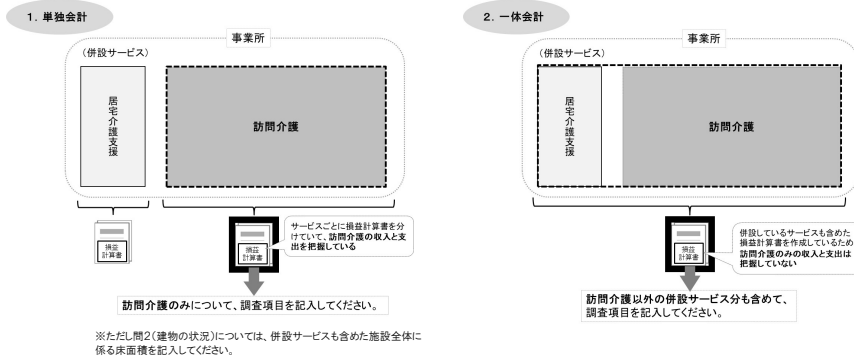 1. 単独会計
事業所
（併設サービス）
居宅介護支援
訪問介護
損益
計算書
損益
計算書
サービスごとに損益計算書を分
けていて、訪問介護の収入と支
出を把握している
訪問介護のみについて、調査項目を記入してください。
※ただし問2（建物の状況）については、併設サービスも含めた施設全体に
係る床面積を記入してください。
2. 一体会計
事業所
（併設サービス）
居宅介護支援
訪問介護
損益
計算書
併設しているサービスも含めた
損益計算書を作成しているため
訪問介護のみの収入と支出は
把握していない
訪問介護以外の併設サービス分も含めて、
調査項目を記入してください。